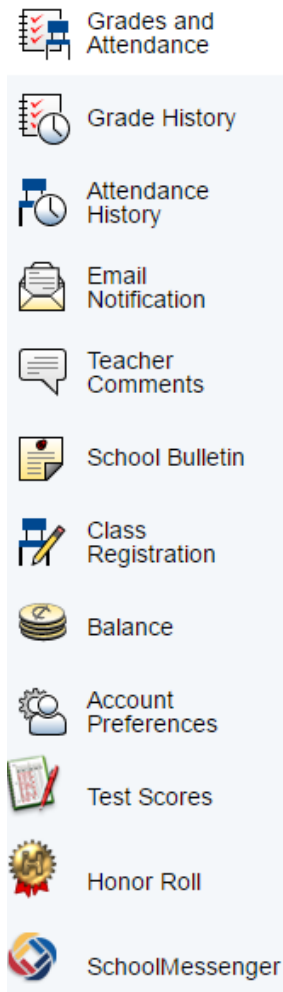 Grades and
Attendance
Grade History
Attendance
History
Email
Notification
Teacher
Comments
School Bulletin
Class
Registration
Balance
Account
Preferences
Test Scores
H
Honor Roll
SchoolMessenger